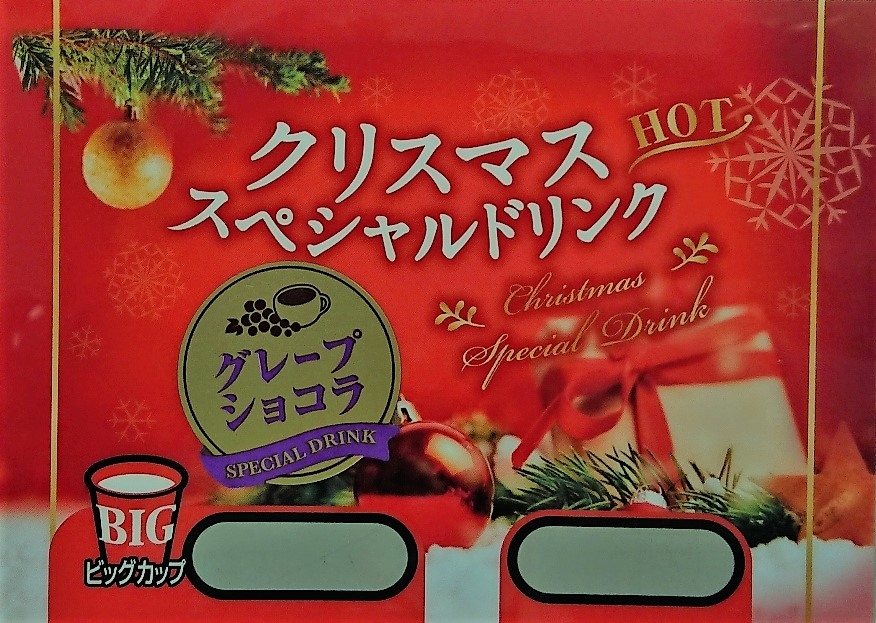 クリスマス
HOT
スペシャルドリンク
Christmas
Special Drink
グレープ
ショコラ
SPECIAL DRINK
BIG
ビッグカップ